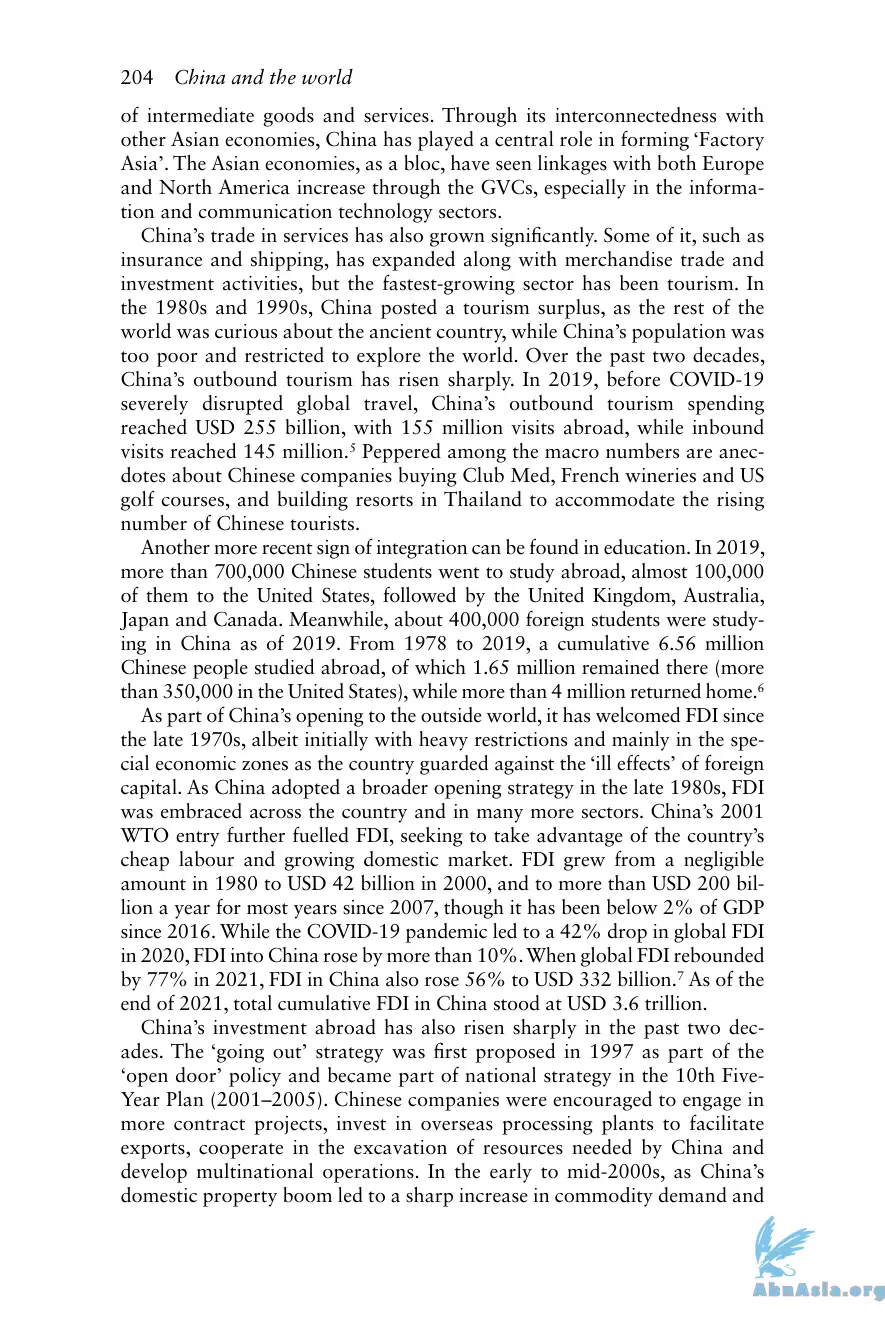 204 China and the world
of intermediate goods and services. Through its interconnectedness with
other Asian economies, China has played a central role in forming ‘Factory
Asia’. The Asian economies, as a bloc, have seen linkages with both Europe
and North America increase through the GVCs, especially in the informa-
tion and communication technology sectors.
China’s trade in services has also grown significantly. Some of it, such as
insurance and shipping, has expanded along with merchandise trade and
investment activities, but the fastest-growing sector has been tourism. In
the 1980s and 1990s, China posted a tourism surplus, as the rest of the
world was curious about the ancient country, while China’s population was
too poor and restricted to explore the world. Over the past two decades,
China’s outbound tourism has risen sharply. In 2019, before COVID-19
severely disrupted global travel, China’s outbound tourism spending
reached USD 255 billion, with 155 million visits abroad, while inbound
visits reached 145 million.⁵ Peppered among the macro numbers are anec-
dotes about Chinese companies buying Club Med, French wineries and US
golf courses, and building resorts in Thailand to accommodate the rising
number of Chinese tourists.
Another more recent sign of integration can be found in education. In 2019,
more than 700,000 Chinese students went to study abroad, almost 100,000
of them to the United States, followed by the United Kingdom, Australia,
Japan and Canada. Meanwhile, about 400,000 foreign students were study-
ing in China as of 2019. From 1978 to 2019, a cumulative 6.56 million
Chinese people studied abroad, of which 1.65 million remained there (more
than 350,000 in the United States), while more than 4 million returned home.⁶
As part of China’s opening to the outside world, it has welcomed FDI since
the late 1970s, albeit initially with heavy restrictions and mainly in the spe-
cial economic zones as the country guarded against the ‘ill effects’ of foreign
capital. As China adopted a broader opening strategy in the late 1980s, FDI
was embraced across the country and in many more sectors. China’s 2001
WTO entry further fuelled FDI, seeking to take advantage of the country’s
cheap labour and growing domestic market. FDI grew from a negligible
amount in 1980 to USD 42 billion in 2000, and to more than USD 200 bil-
lion a year for most years since 2007, though it has been below 2% of GDP
since 2016. While the COVID-19 pandemic led to a 42% drop in global FDI
in 2020, FDI into China rose by more than 10%. When global FDI rebounded
by 77% in 2021, FDI in China also rose 56% to USD 332 billion.⁷ As of the
end of 2021, total cumulative FDI in China stood at USD 3.6 trillion.
China’s investment abroad has also risen sharply in the past two dec-
ades. The ‘going out’ strategy was first proposed in 1997 as part of the
‘open door’ policy and became part of national strategy in the 10th Five-
Year Plan (2001–2005). Chinese companies were encouraged to engage in
more contract projects, invest in overseas processing plants to facilitate
exports, cooperate in the excavation of resources needed by China and
develop multinational operations. In the early to mid-2000s, as China’s
domestic property boom led to a sharp increase in commodity demand and
AbnAsia.org